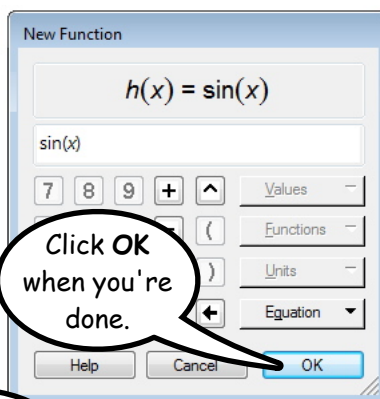 New Function
h(x) = sin(x)
sin(x)
7 8 9 + ^ Values
( Functions
Click OK
when you're
done.
) Units
Equation
Help Cancel OK